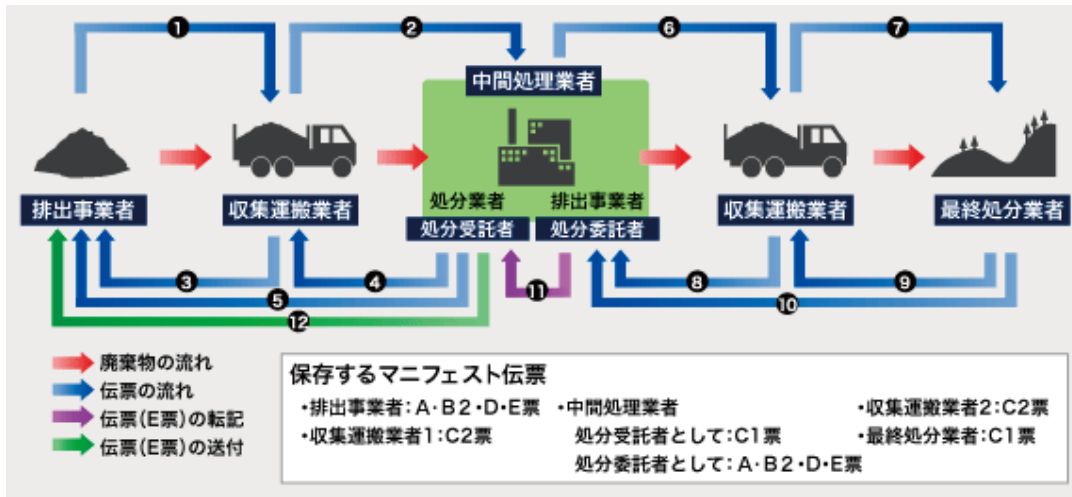 ❶
❷
❻
❼
中間処理業者
処分業者
排出事業者
排出事業者
収集運搬業者
処分受託者
処分委託者
収集運搬業者
最終処分業者
❸
❹
⓫
❽
❾
❺
❿
⓬
廃棄物の流れ
伝票の流れ
伝票(E票)の転記
伝票(E票)の送付
保存するマニフェスト伝票
・排出事業者：A・B2・D・E票
・収集運搬業者1：C2票
・中間処理業者
処分受託者として：C1票
処分委託者として：A・B2・D・E票
・収集運搬業者2：C2票
・最終処分業者：C1票